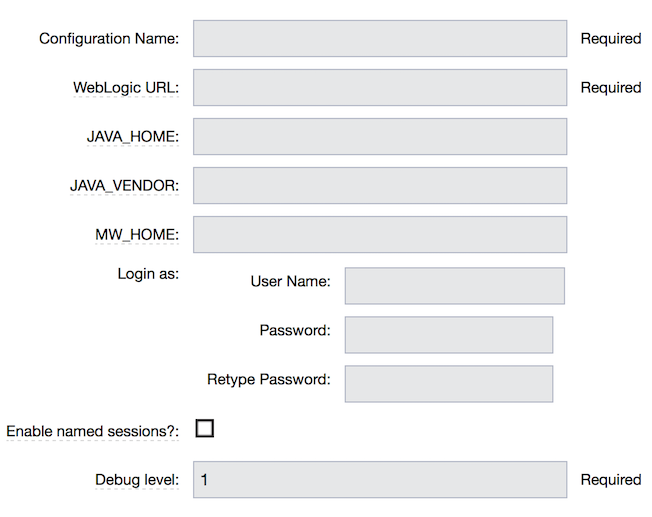 Configuration Name: Required
WebLogic URL: Required
JAVA_HOME:
JAVA_VENDOR:
MW_HOME:
Login as: User Name:
Password:
Retype Password:
Enable named sessions?:
Debug level: 1 Required